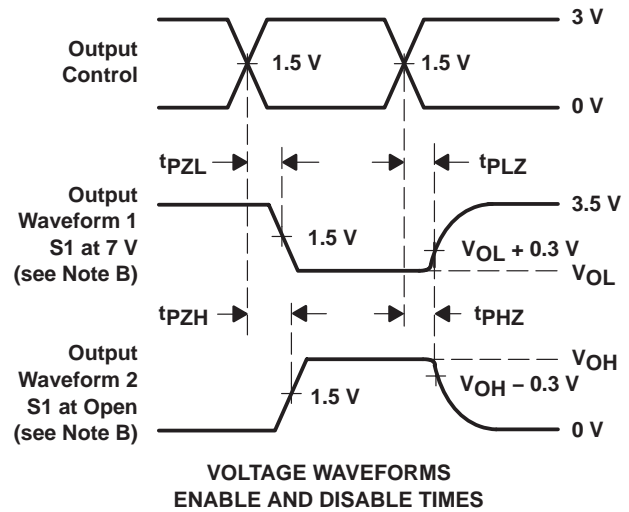 3 V
Output
Control
1.5 V
1.5 V
0 V
tPZL
tPLZ
Output
Waveform 1
S1 at 7 V
(see Note B)
3.5 V
1.5 V
VOL + 0.3 V
VOL
tPZH
tPHZ
Output
Waveform 2
S1 at Open
(see Note B)
VOH
1.5 V
VOH – 0.3 V
0 V
VOLTAGE WAVEFORMS
ENABLE AND DISABLE TIMES